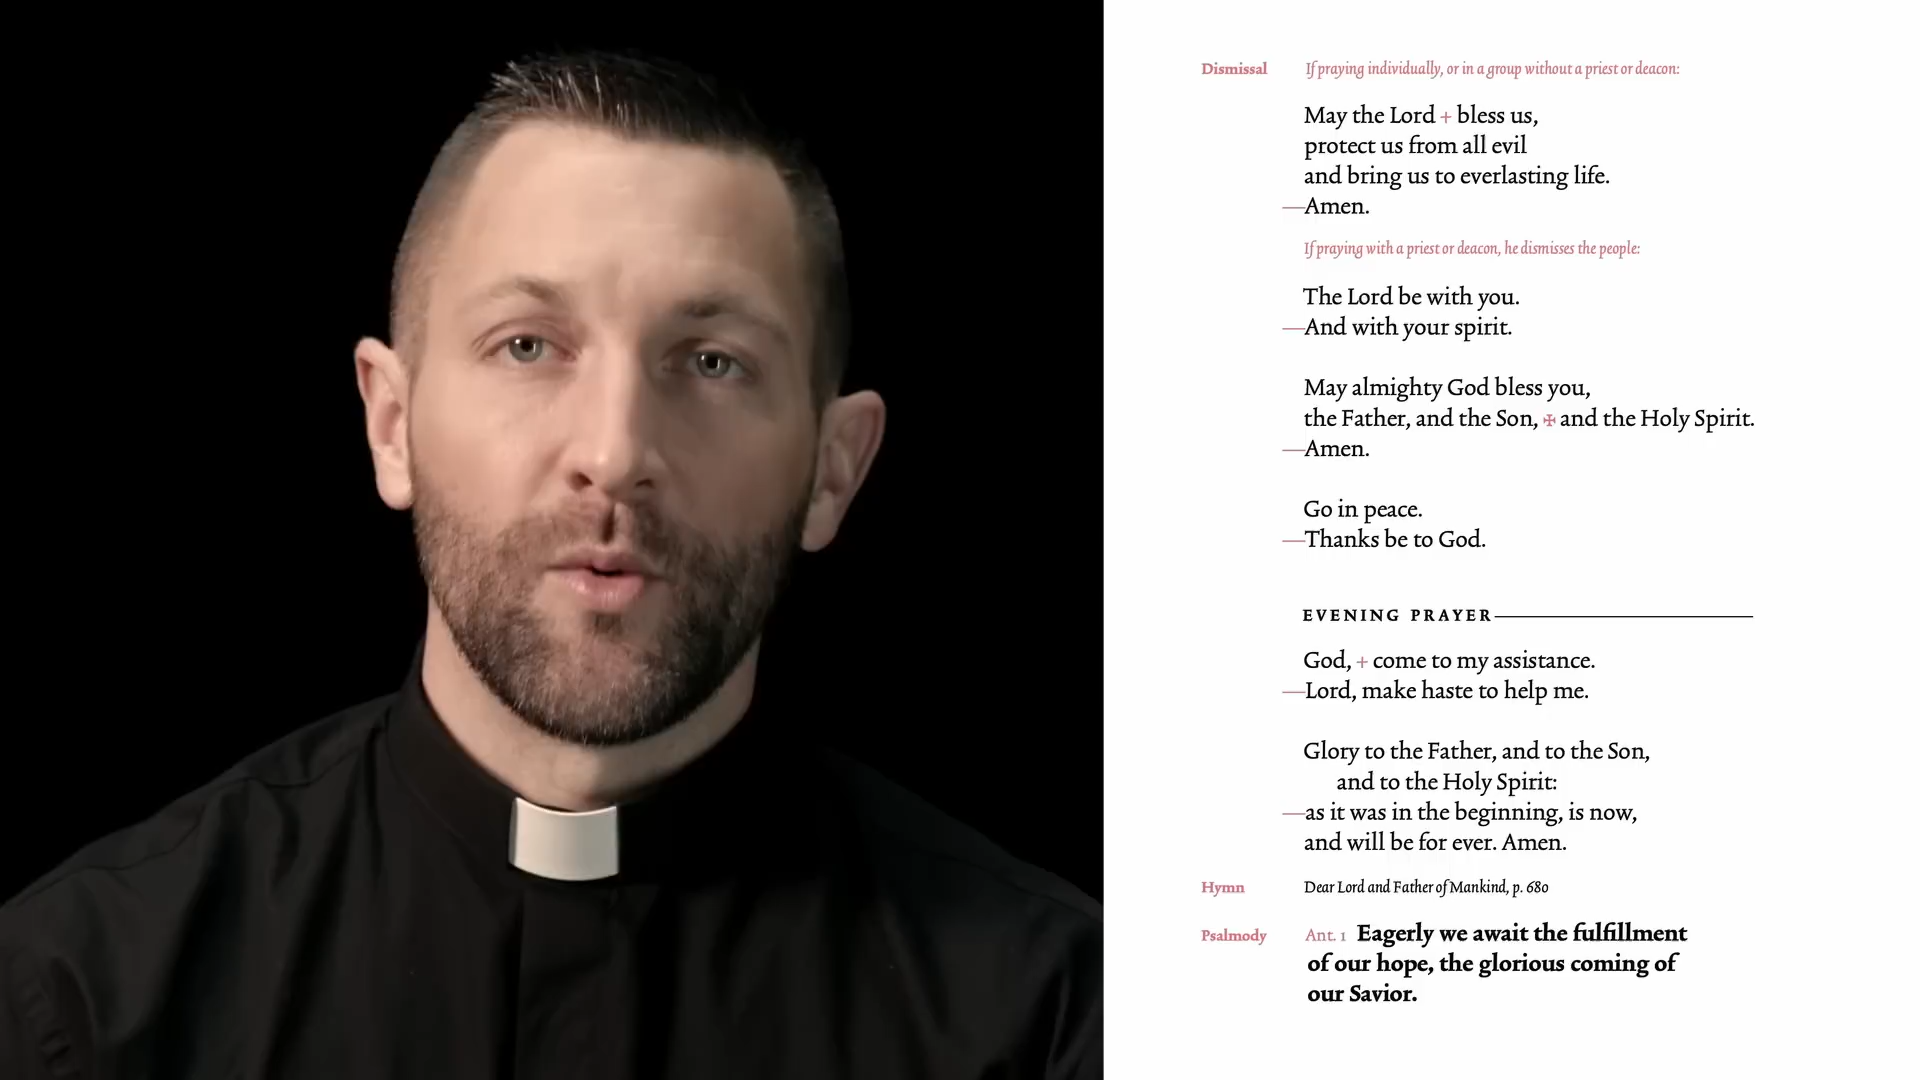 Dismissal If praying individually, or in a group without a priest or deacon:
May the Lord + bless us,
protect us from all evil
and bring us to everlasting life.
—Amen.
If praying with a priest or deacon, he dismisses the people:
The Lord be with you.
—And with your spirit.
May almighty God bless you,
the Father, and the Son, ✠ and the Holy Spirit.
—Amen.
Go in peace.
—Thanks be to God.
EVENING PRAYER
God, + come to my assistance.
—Lord, make haste to help me.
Glory to the Father, and to the Son,
and to the Holy Spirit:
—as it was in the beginning, is now,
and will be for ever. Amen.
Hymn Dear Lord and Father of Mankind, p. 680
Psalmody Ant. 1 Eagerly we await the fulfillment
of our hope, the glorious coming of
our Savior.